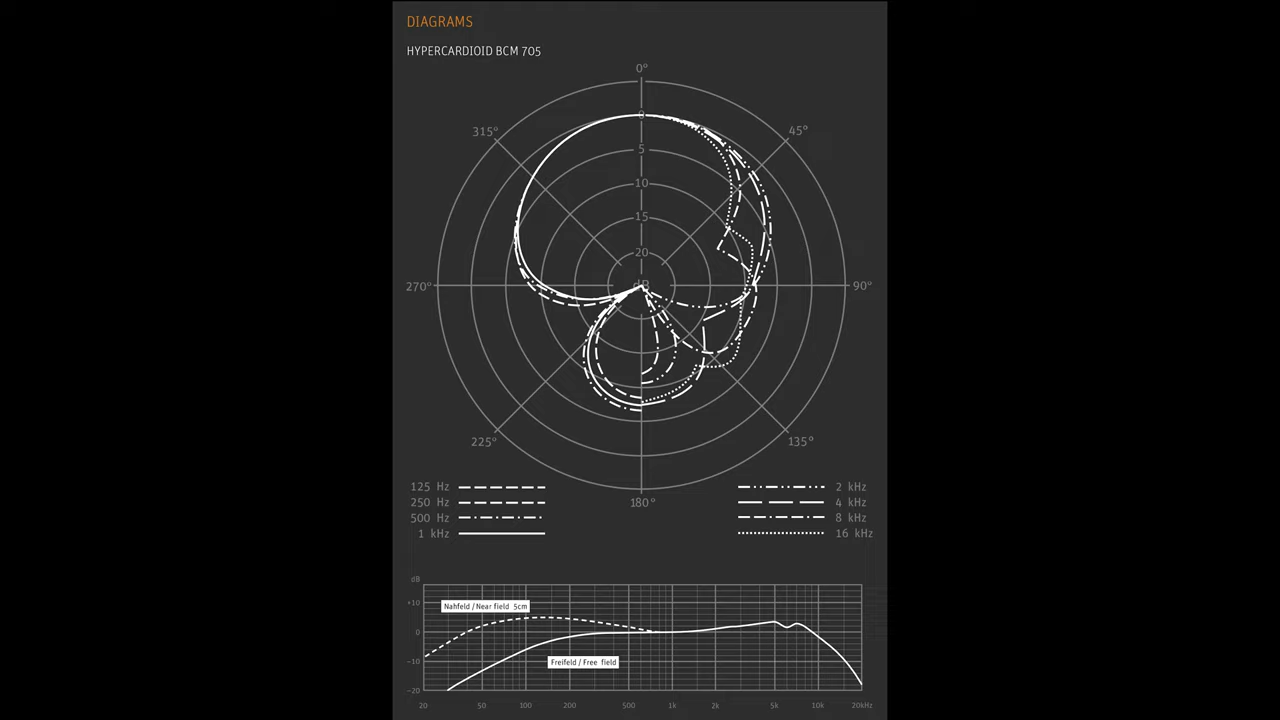 DIAGRAMS
HYPERCARDIOID BCM 705
0°
315°
45°
0
5
10
15
20
dB
270°
90°
225°
135°
180°
125 Hz
250 Hz
500 Hz
1 kHz
2 kHz
4 kHz
8 kHz
16 kHz
dB
+10
0
-10
-20
Nahfeld / Near field 5cm
Freifeld / Free field
20 50 100 200 500 1k 2k 5k 10k 20kHz